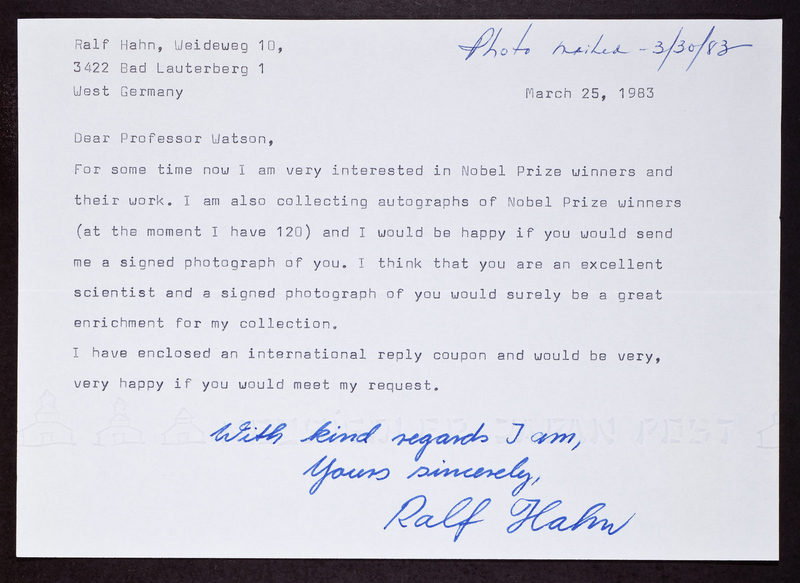 Ralf Hahn, Weideweg 10,
Photo mailed - 3/30/83
3422 Bad Lauterberg 1
West Germany
March 25, 1983
Dear Professor Watson,
For some time now I am very interested in Nobel Prize winners and
their work. I am also collecting autographs of Nobel Prize winners
(at the moment I have 120) and I would be happy if you would send
me a signed photograph of you. I think that you are an excellent
scientist and a signed photograph of you would surely be a great
enrichment for my collection.
I have enclosed an international reply coupon and would be very,
very happy if you would meet my request.
With kind regards I am,
Yours sincerely,
Ralf Hahn